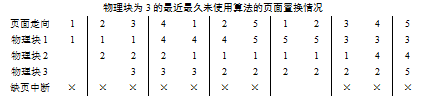 物理块为 3 的最近最久未使用算法的页面置换情况
页面走向 1 2 3 4 1 2 5 1 2 3 4 5
物理块1 1 1 1 4 4 4 5 5 5 3 3 3
物理块2 2 2 2 1 1 1 1 1 1 4 4
物理块3 3 3 3 2 2 2 2 2 2 5
缺页中断 × × × × × × × × × ×